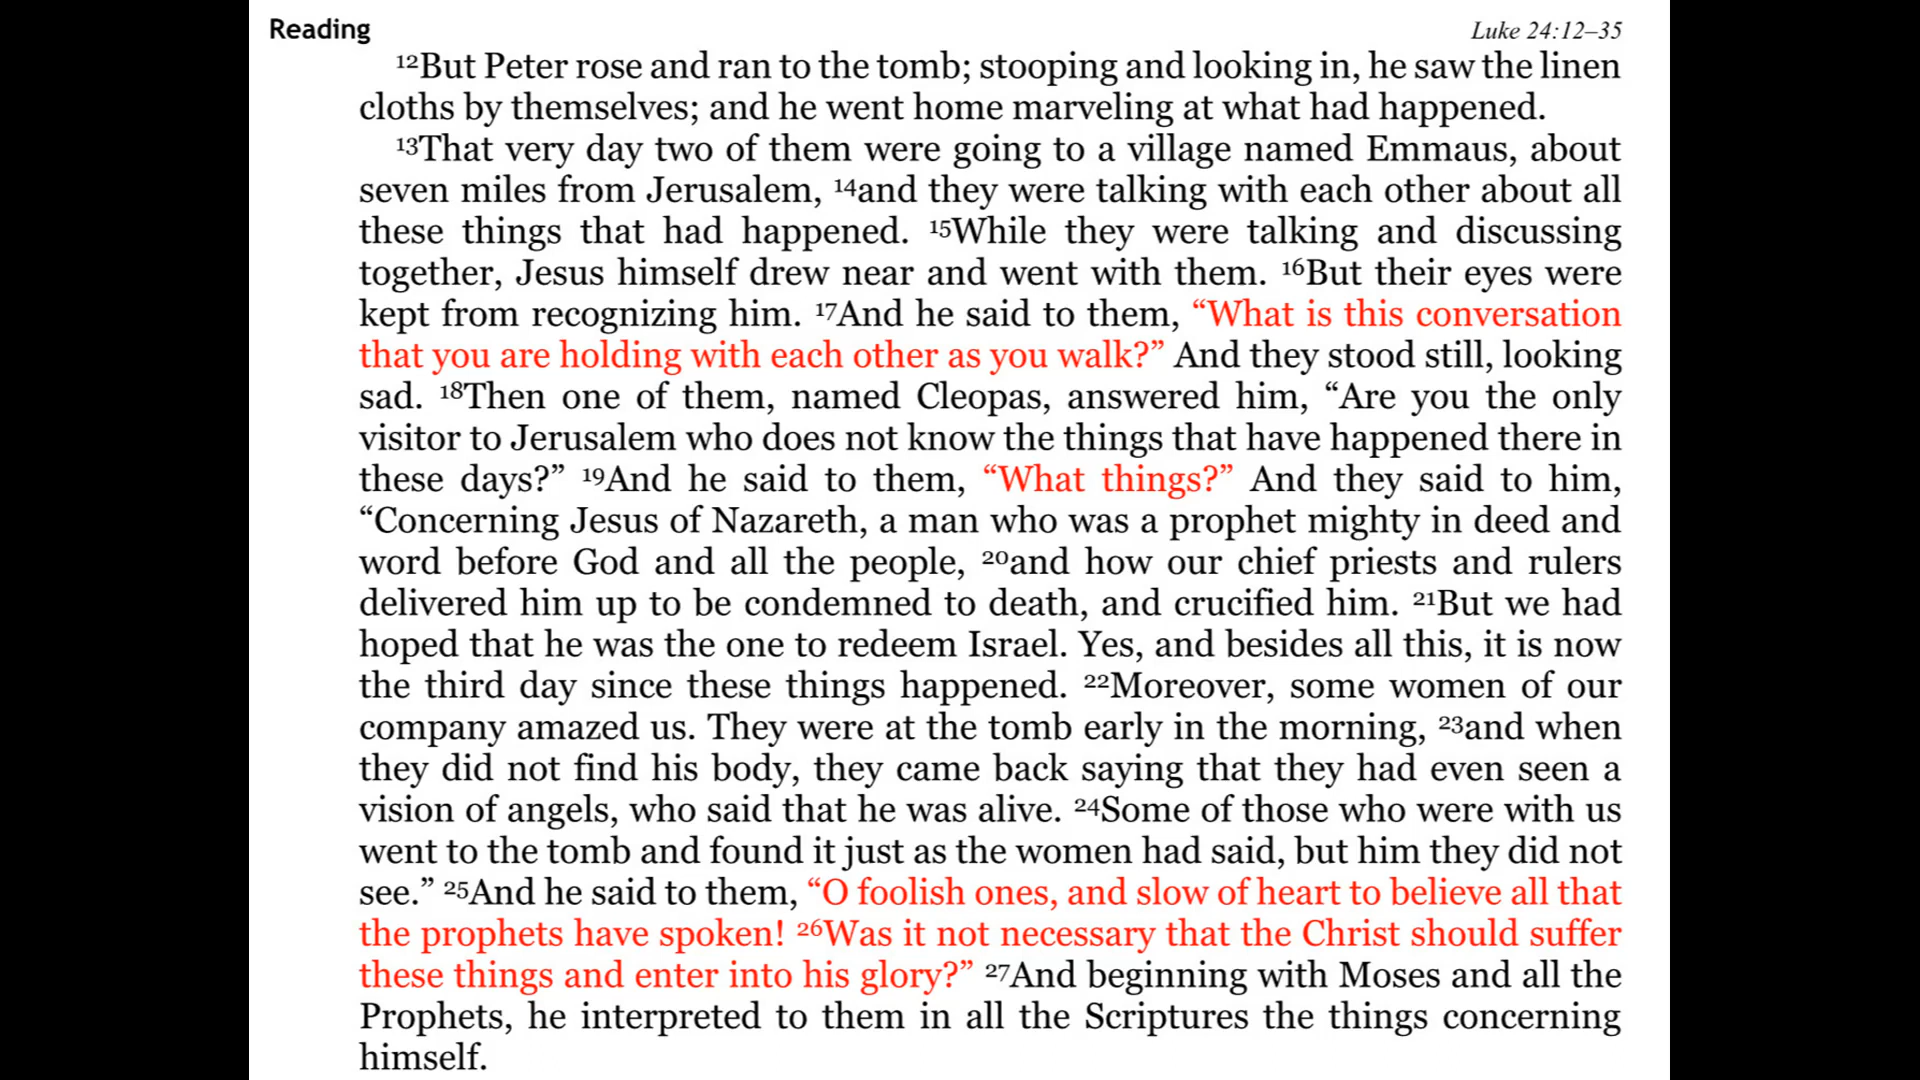 Reading
Luke 24:12–35
¹²But Peter rose and ran to the tomb; stooping and looking in, he saw the linen
cloths by themselves; and he went home marveling at what had happened.
¹³That very day two of them were going to a village named Emmaus, about
seven miles from Jerusalem, ¹⁴and they were talking with each other about all
these things that had happened. ¹⁵While they were talking and discussing
together, Jesus himself drew near and went with them. ¹⁶But their eyes were
kept from recognizing him. ¹⁷And he said to them, “What is this conversation
that you are holding with each other as you walk?” And they stood still, looking
sad. ¹⁸Then one of them, named Cleopas, answered him, “Are you the only
visitor to Jerusalem who does not know the things that have happened there in
these days?” ¹⁹And he said to them, “What things?” And they said to him,
“Concerning Jesus of Nazareth, a man who was a prophet mighty in deed and
word before God and all the people, ²⁰and how our chief priests and rulers
delivered him up to be condemned to death, and crucified him. ²¹But we had
hoped that he was the one to redeem Israel. Yes, and besides all this, it is now
the third day since these things happened. ²²Moreover, some women of our
company amazed us. They were at the tomb early in the morning, ²³and when
they did not find his body, they came back saying that they had even seen a
vision of angels, who said that he was alive. ²⁴Some of those who were with us
went to the tomb and found it just as the women had said, but him they did not
see.” ²⁵And he said to them, “O foolish ones, and slow of heart to believe all that
the prophets have spoken! ²⁶Was it not necessary that the Christ should suffer
these things and enter into his glory?” ²⁷And beginning with Moses and all the
Prophets, he interpreted to them in all the Scriptures the things concerning
himself.